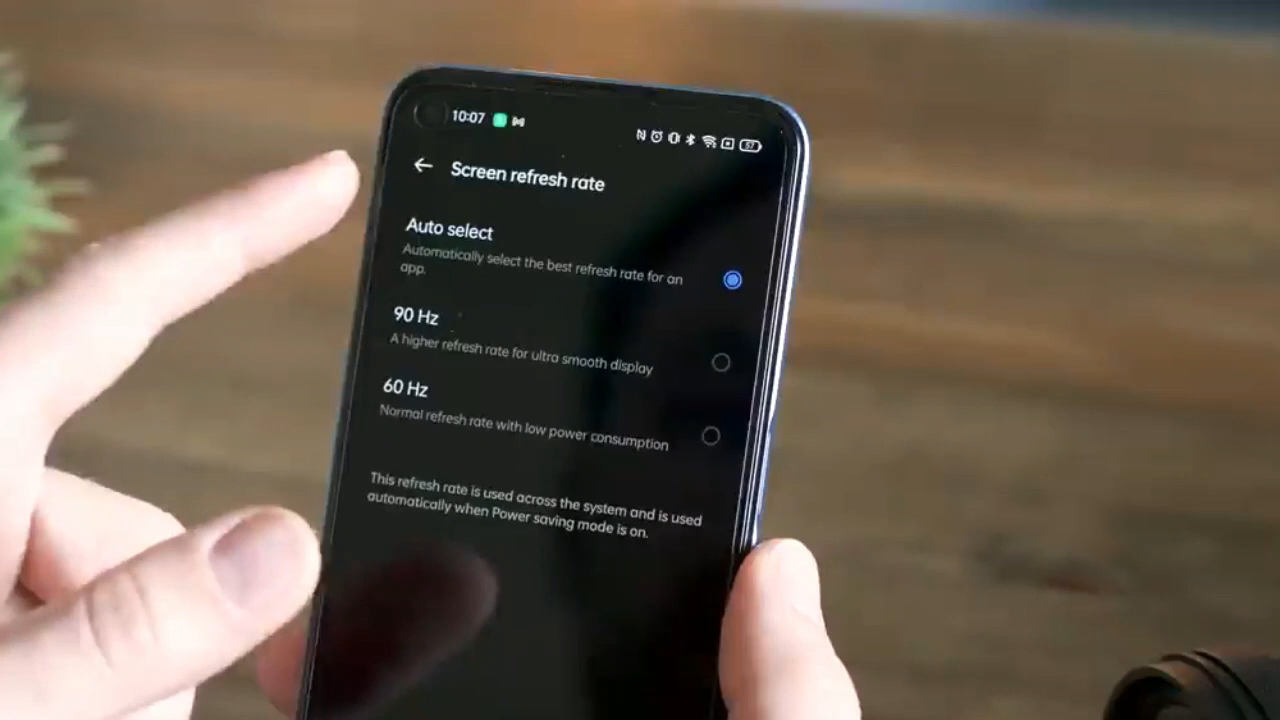 10:07
57
Screen refresh rate
Auto select
Automatically select the best refresh rate for an
app.
90 Hz
A higher refresh rate for ultra smooth display
60 Hz
Normal refresh rate with low power consumption
This refresh rate is used across the system and is used
automatically when Power saving mode is on.